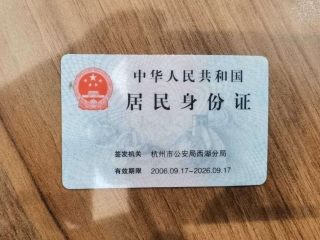 中华人民共和国
居民身份证
签发机关 杭州市公安局西湖分局
有效期限 2006.09.17-2026.09.17